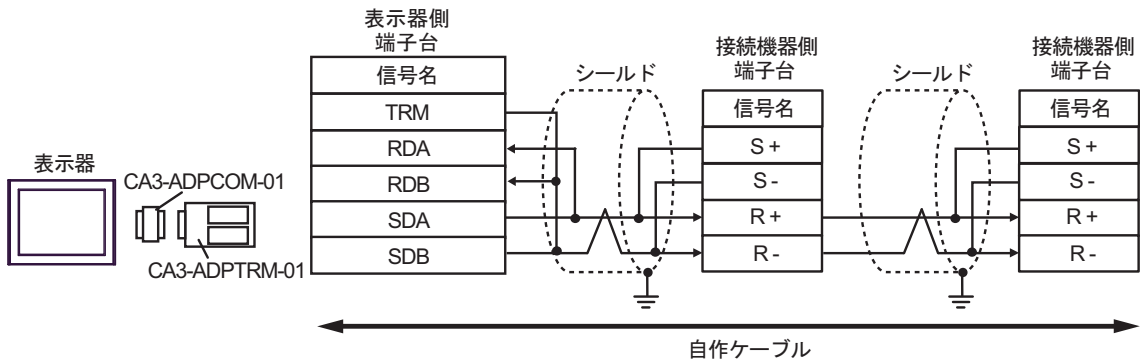 表示器
CA3-ADPCOM-01
CA3-ADPTRM-01
表示器側
端子台
信号名
TRM
RDA
RDB
SDA
SDB
シールド
接続機器側
端子台
信号名
S+
S-
R+
R-
シールド
接続機器側
端子台
信号名
S+
S-
R+
R-
自作ケーブル